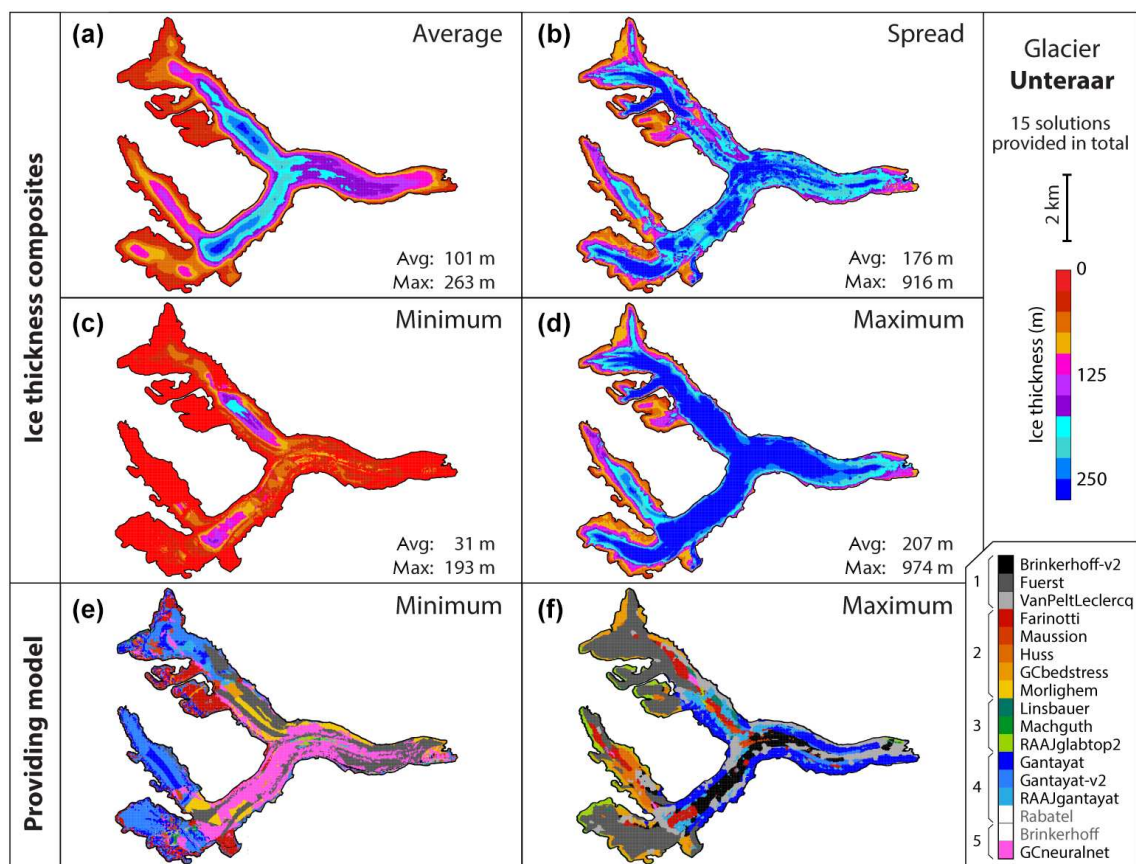 Ice thickness composites
(a) Average
Avg: 101 m
Max: 263 m
(b) Spread
Avg: 176 m
Max: 916 m
(c) Minimum
Avg: 31 m
Max: 193 m
(d) Maximum
Avg: 207 m
Max: 974 m
Providing model
(e) Minimum
(f) Maximum
Glacier
Unteraar
15 solutions
provided in total
2 km
Ice thickness (m)
0
125
250
1
Brinkerhoff-v2
Fuerst
VanPeltLeclercq
2
Farinotti
Maussion
Huss
GCbedstress
Morlighem
3
Linsbauer
Machguth
RAAJglabtop2
4
Gantayat
Gantayat-v2
RAAJgantayat
Rabatel
5
Brinkerhoff
GCneuralnet